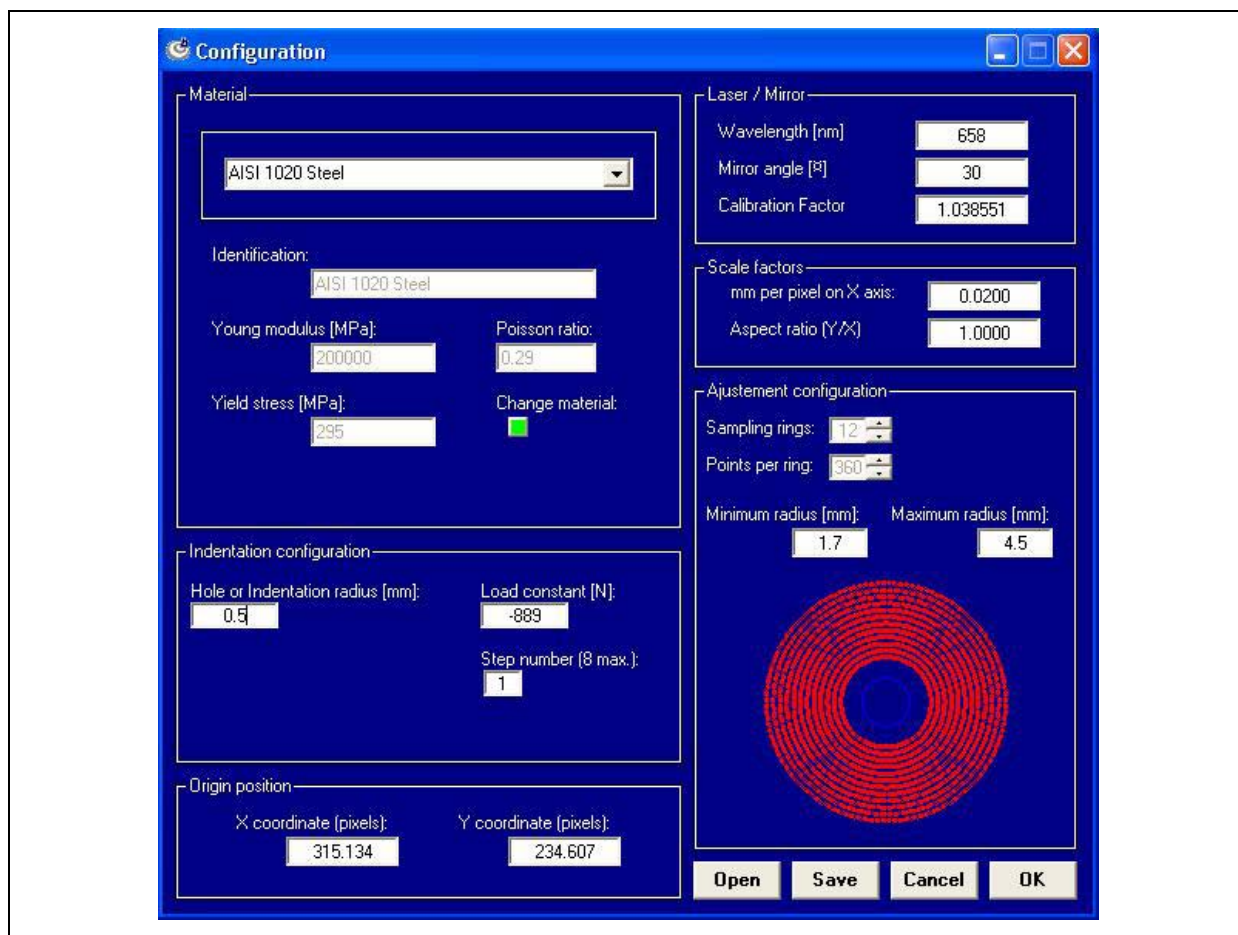 Configuration
Material
AISI 1020 Steel
Identification:
AISI 1020 Steel
Young modulus [MPa]: Poisson ratio:
200000 0.29
Yield stress [MPa]: Change material:
295
Indentation configuration
Hole or Indentation radius [mm]: Load constant [N]:
0.5 -889
Step number (8 max.):
1
Origin position
X coordinate (pixels): Y coordinate (pixels):
315.134 234.607
Laser / Mirror
Wavelength [nm] 658
Mirror angle [¤] 30
Calibration Factor 1.038551
Scale factors
mm per pixel on X axis: 0.0200
Aspect ratio (Y/X) 1.0000
Ajustement configuration
Sampling rings: 12
Points per ring: 360
Minimum radius [mm]: Maximum radius [mm]:
1.7 4.5
Open Save Cancel OK